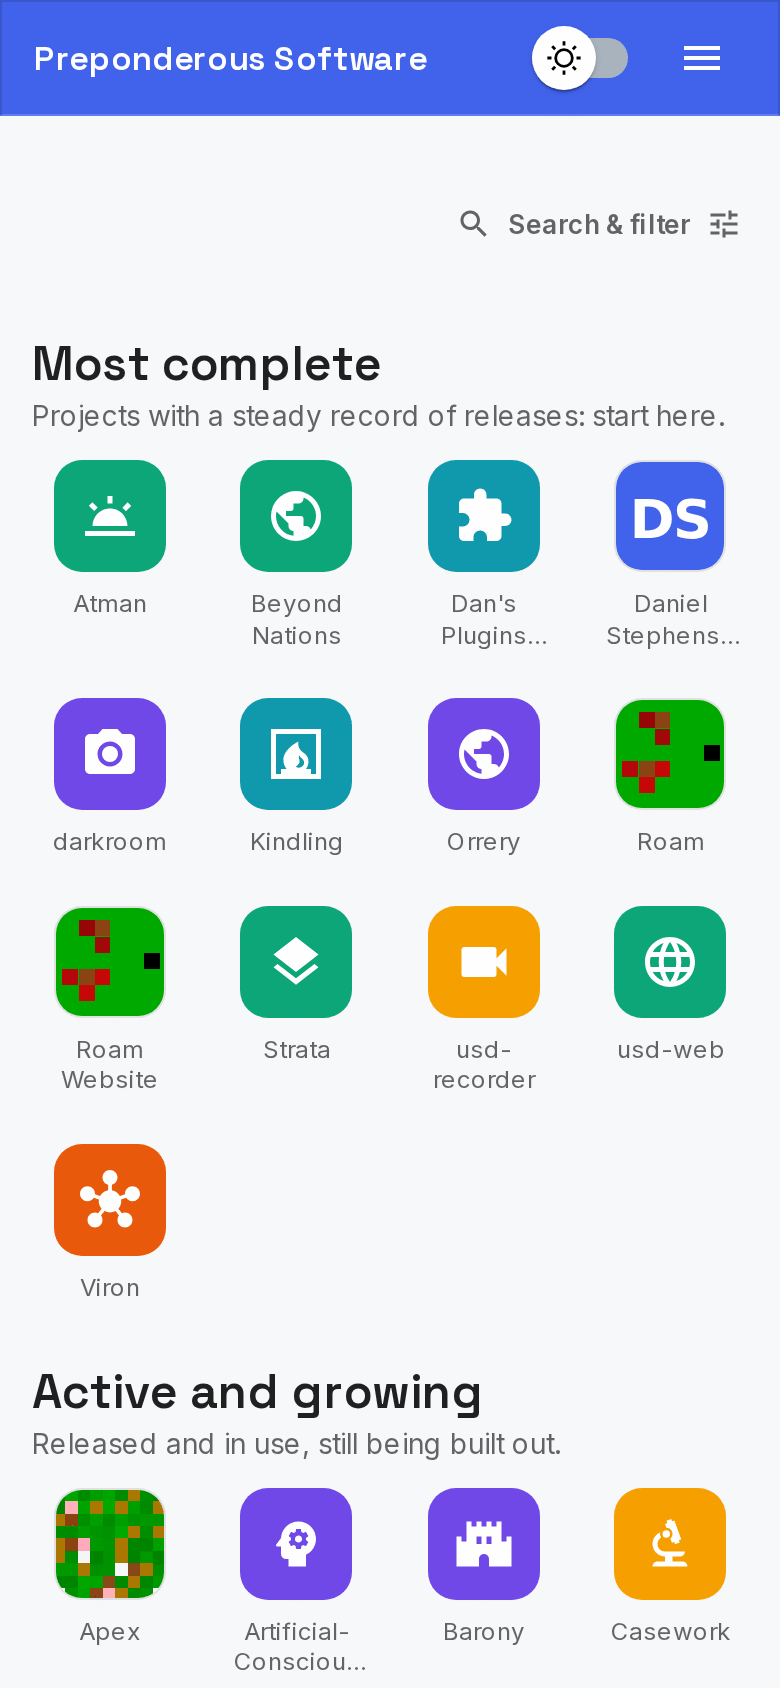 Preponderous Software
Search & filter
Most complete
Projects with a steady record of releases: start here.
Atman
Beyond
Nations
Dan's
Plugins...
DS
Daniel
Stephens...
darkroom
Kindling
Orrery
Roam
Roam
Website
Strata
usd-
recorder
usd-web
Viron
Active and growing
Released and in use, still being built out.
Apex
Artificial-
Consciou...
Barony
Casework